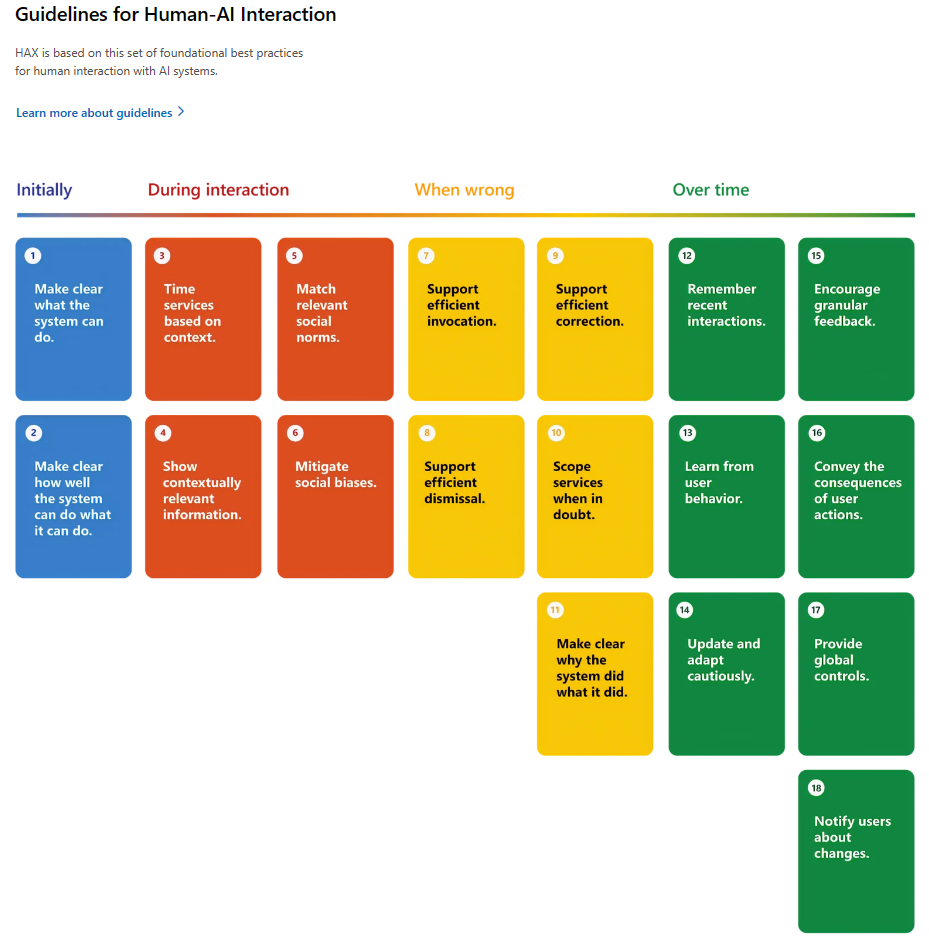 Guidelines for Human-AI Interaction
HAX is based on this set of foundational best practices
for human interaction with AI systems.
Learn more about guidelines >
Initially
During interaction
When wrong
Over time
1
Make clear
what the
system can
do.
2
Make clear
how well
the system
can do what
it can do.
3
Time
services
based on
context.
4
Show
contextually
relevant
information.
5
Match
relevant
social
norms.
6
Mitigate
social biases.
7
Support
efficient
invocation.
8
Support
efficient
dismissal.
9
Support
efficient
correction.
10
Scope
services
when in
doubt.
11
Make clear
why the
system did
what it did.
12
Remember
recent
interactions.
13
Learn from
user
behavior.
14
Update and
adapt
cautiously.
15
Encourage
granular
feedback.
16
Convey the
consequences
of user
actions.
17
Provide
global
controls.
18
Notify users
about
changes.